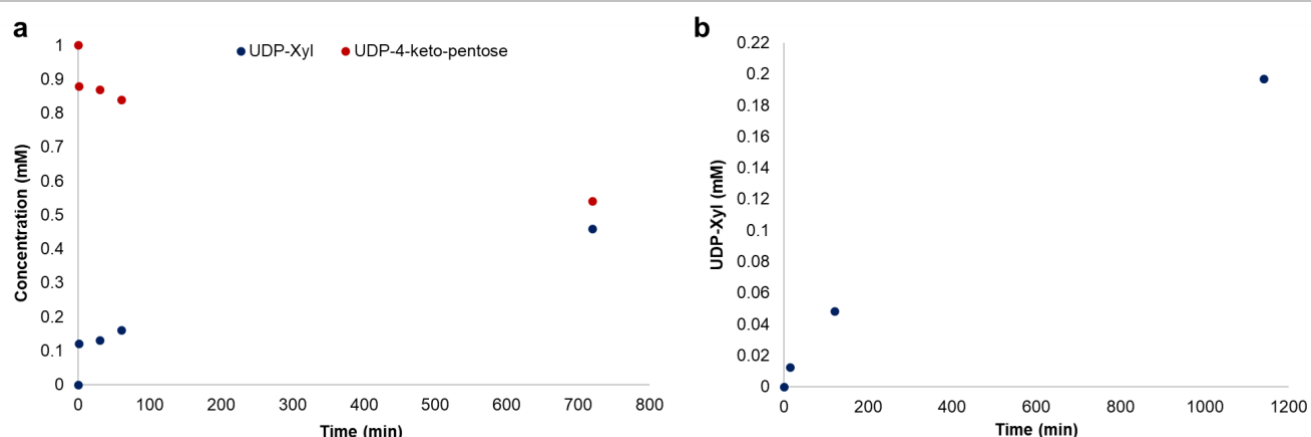 a
UDP-Xyl UDP-4-keto-pentose
Concentration (mM)
1
0.9
0.8
0.7
0.6
0.5
0.4
0.3
0.2
0.1
0
0 100 200 300 400 500 600 700 800
Time (min)
b
UDP-Xyl (mM)
0.22
0.2
0.18
0.16
0.14
0.12
0.1
0.08
0.06
0.04
0.02
0
0 200 400 600 800 1000 1200
Time (min)